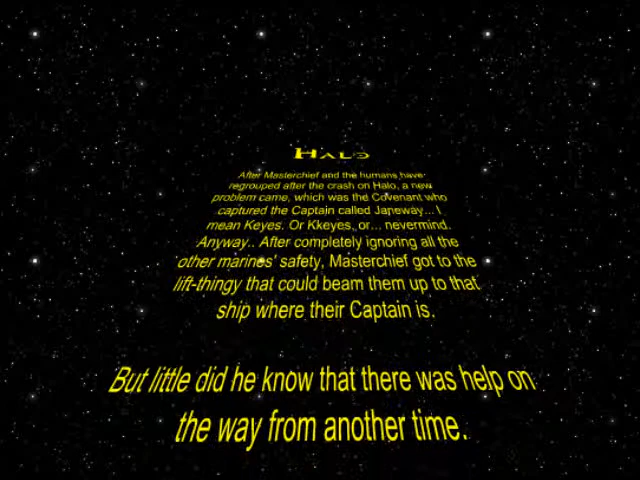 HALO
After Masterchief and the humans have
regrouped after the crash on Halo, a new
problem came, which was the Covenant who
captured the Captain called Janeway... I
mean Keyes. Or Kkeyes, or... nevermind.
Anyway.. After completely ignoring all the
other marines' safety, Masterchief got to the
lift-thingy that could beam them up to that
ship where their Captain is.
But little did he know that there was help on
the way from another time.